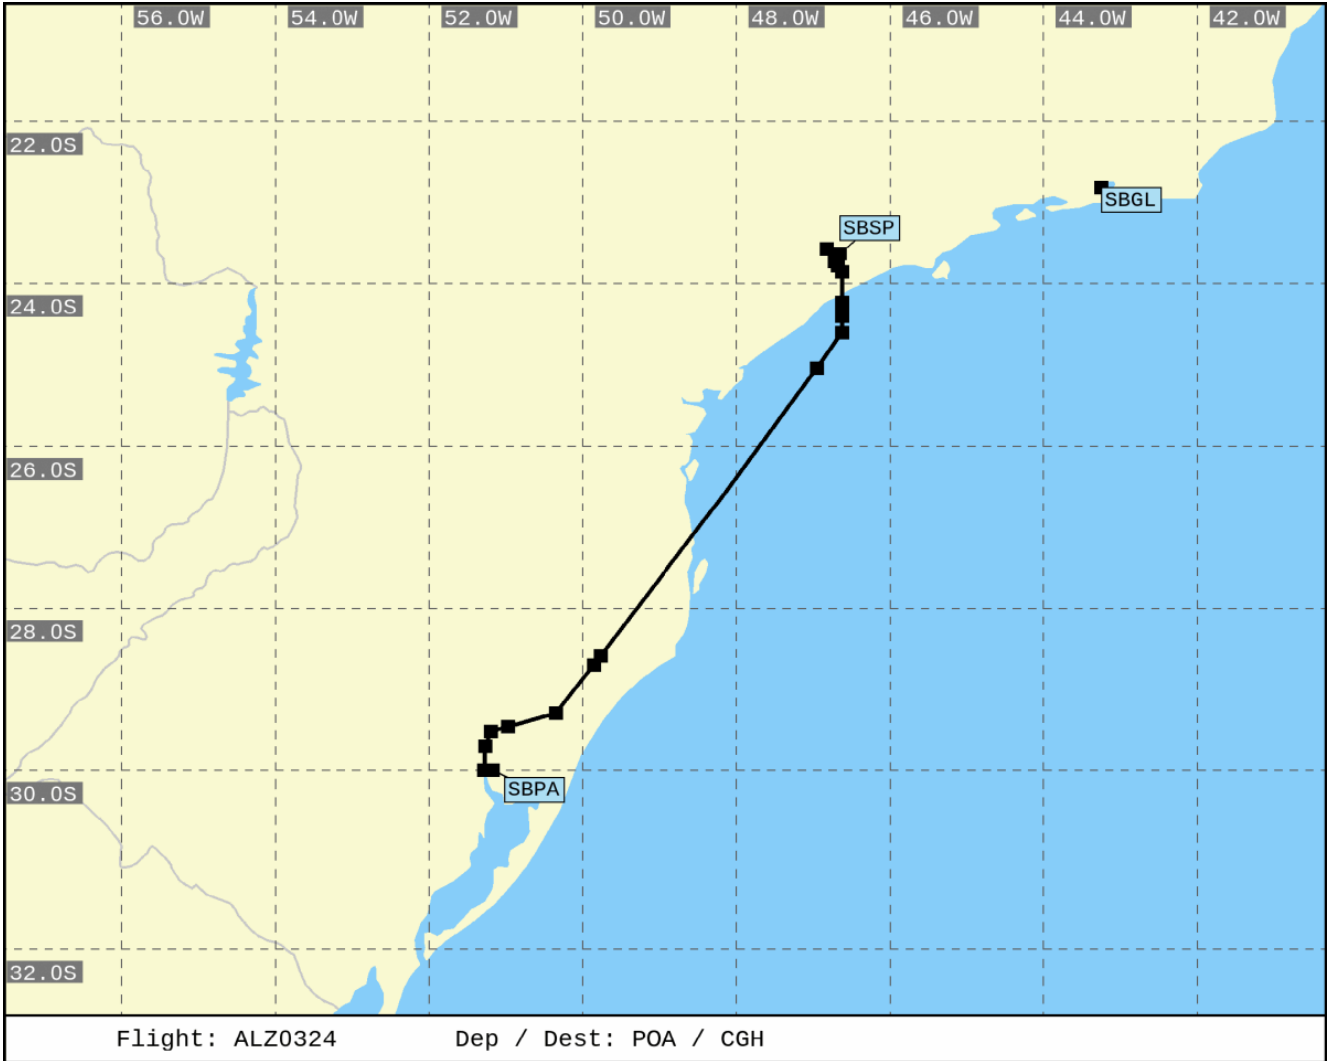 56.0W 54.0W 52.0W 50.0W 48.0W 46.0W 44.0W 42.0W
22.0S
SBGL
SBSP
24.0S
26.0S
28.0S
30.0S
SBPA
32.0S
Flight: ALZ0324 Dep / Dest: POA / CGH